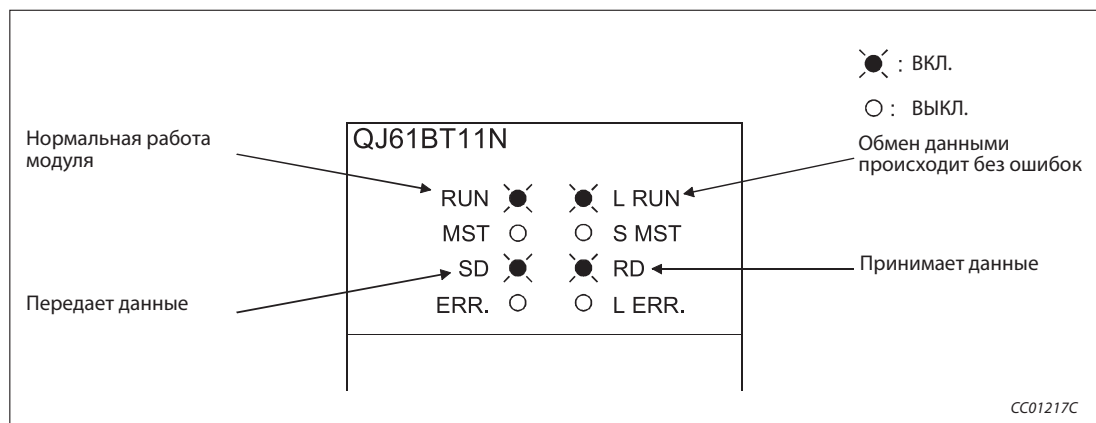 : ВКЛ.
: ВЫКЛ.
Нормальная работа
модуля
QJ61BT11N
Обмен данными
происходит без ошибок
RUN L RUN
MST S MST
SD RD
Принимает данные
Передает данные
ERR. L ERR.
CC01217C